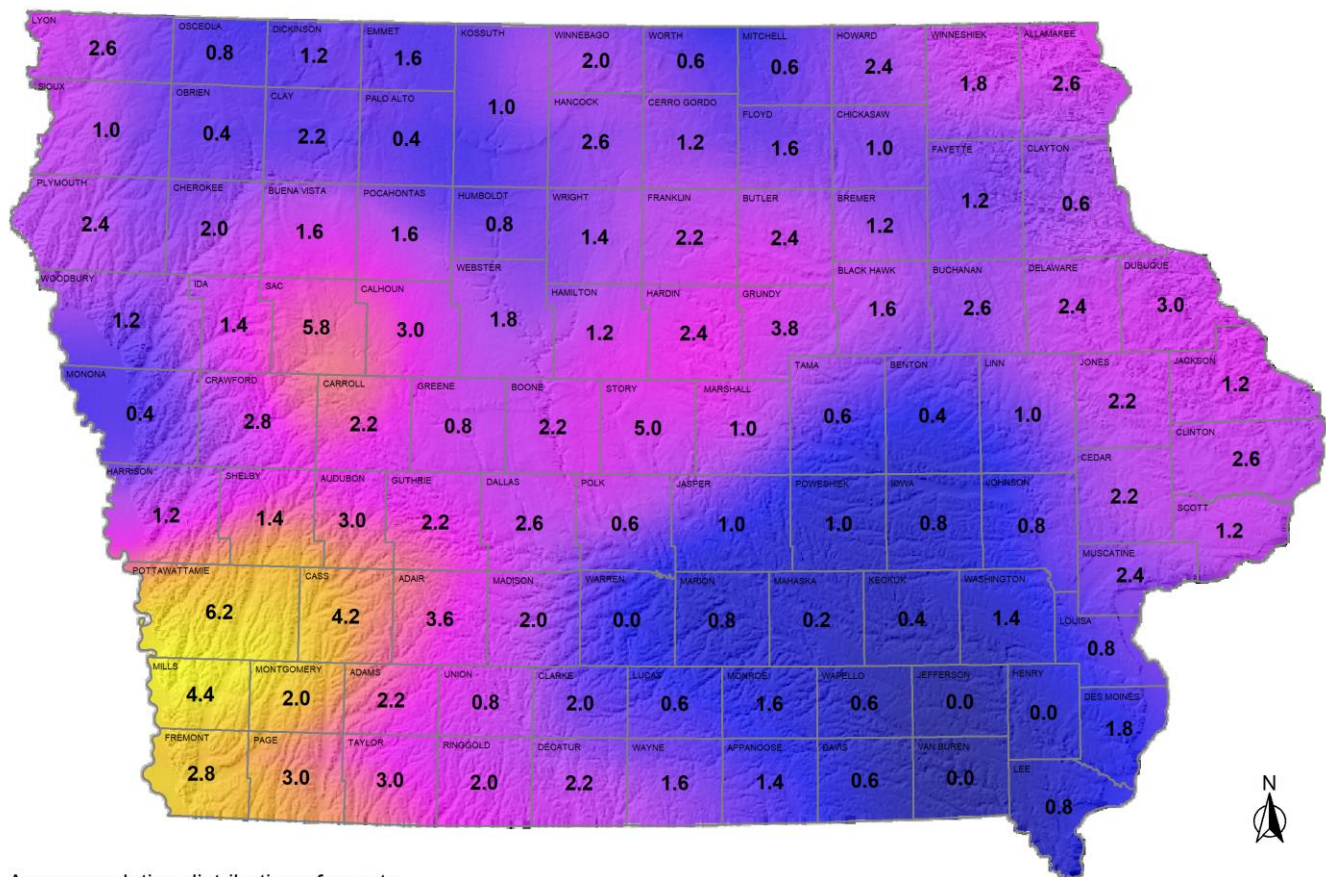 LYON OSCEOLA DICKINSON EMMET KOSSUTH WINNEBAGO WORTH MITCHELL HOWARD WINNESHIEK ALLAMAKEE
2.6 0.8 1.2 1.6 1.0 2.0 0.6 0.6 2.4 1.8 2.6
SIOUX OBRIEN CLAY PALO ALTO HANCOCK CERRO GORDO FLOYD CHICKASAW
1.0 0.4 2.2 0.4 2.6 1.2 1.6 1.0
PLYMOUTH CHEROKEE BUENA VISTA POCAHONTAS HUMBOLDT WRIGHT FRANKLIN BUTLER BREMER FAYETTE CLAYTON
2.4 2.0 1.6 1.6 0.8 1.4 2.2 2.4 1.2 1.2 0.6
WOODBURY IDA SAC CALHOUN WEBSTER HAMILTON HARDIN GRUNDY BLACK HAWK BUCHANAN DELAWARE DUBUQUE
1.2 1.4 5.8 3.0 1.8 1.2 2.4 3.8 1.6 2.6 2.4 3.0
MONONA CRAWFORD CARROLL GREENE BOONE STORY MARSHALL TAMA BENTON LINN JONES JACKSON
0.4 2.8 2.2 0.8 2.2 5.0 1.0 0.6 0.4 1.0 2.2 1.2
CLINTON
2.6
HARRISON SHELBY AUDUBON GUTHRIE DALLAS POLK JASPER POWESHIEK IOWA JOHNSON CEDAR SCOTT
1.2 1.4 3.0 2.2 2.6 0.6 1.0 1.0 0.8 0.8 2.2 1.2
MUSCATINE
2.4
POTTAWATTAMIE CASS ADAIR MADISON WARREN MARION MAHASKA KEOKUK WASHINGTON LOUISA
6.2 4.2 3.6 2.0 0.0 0.8 0.2 0.4 1.4 0.8
MILLS MONTGOMERY ADAMS UNION CLARKE LUCAS MONROE WAPELLO JEFFERSON HENRY DES MOINES
4.4 2.0 2.2 0.8 2.0 0.6 1.6 0.6 0.0 0.0 1.8
FREMONT PAGE TAYLOR RINGGOLD DECATUR WAYNE APPANOOSE DAVIS VAN BUREN LEE
2.8 3.0 3.0 2.0 2.2 1.6 1.4 0.6 0.0 0.8
N